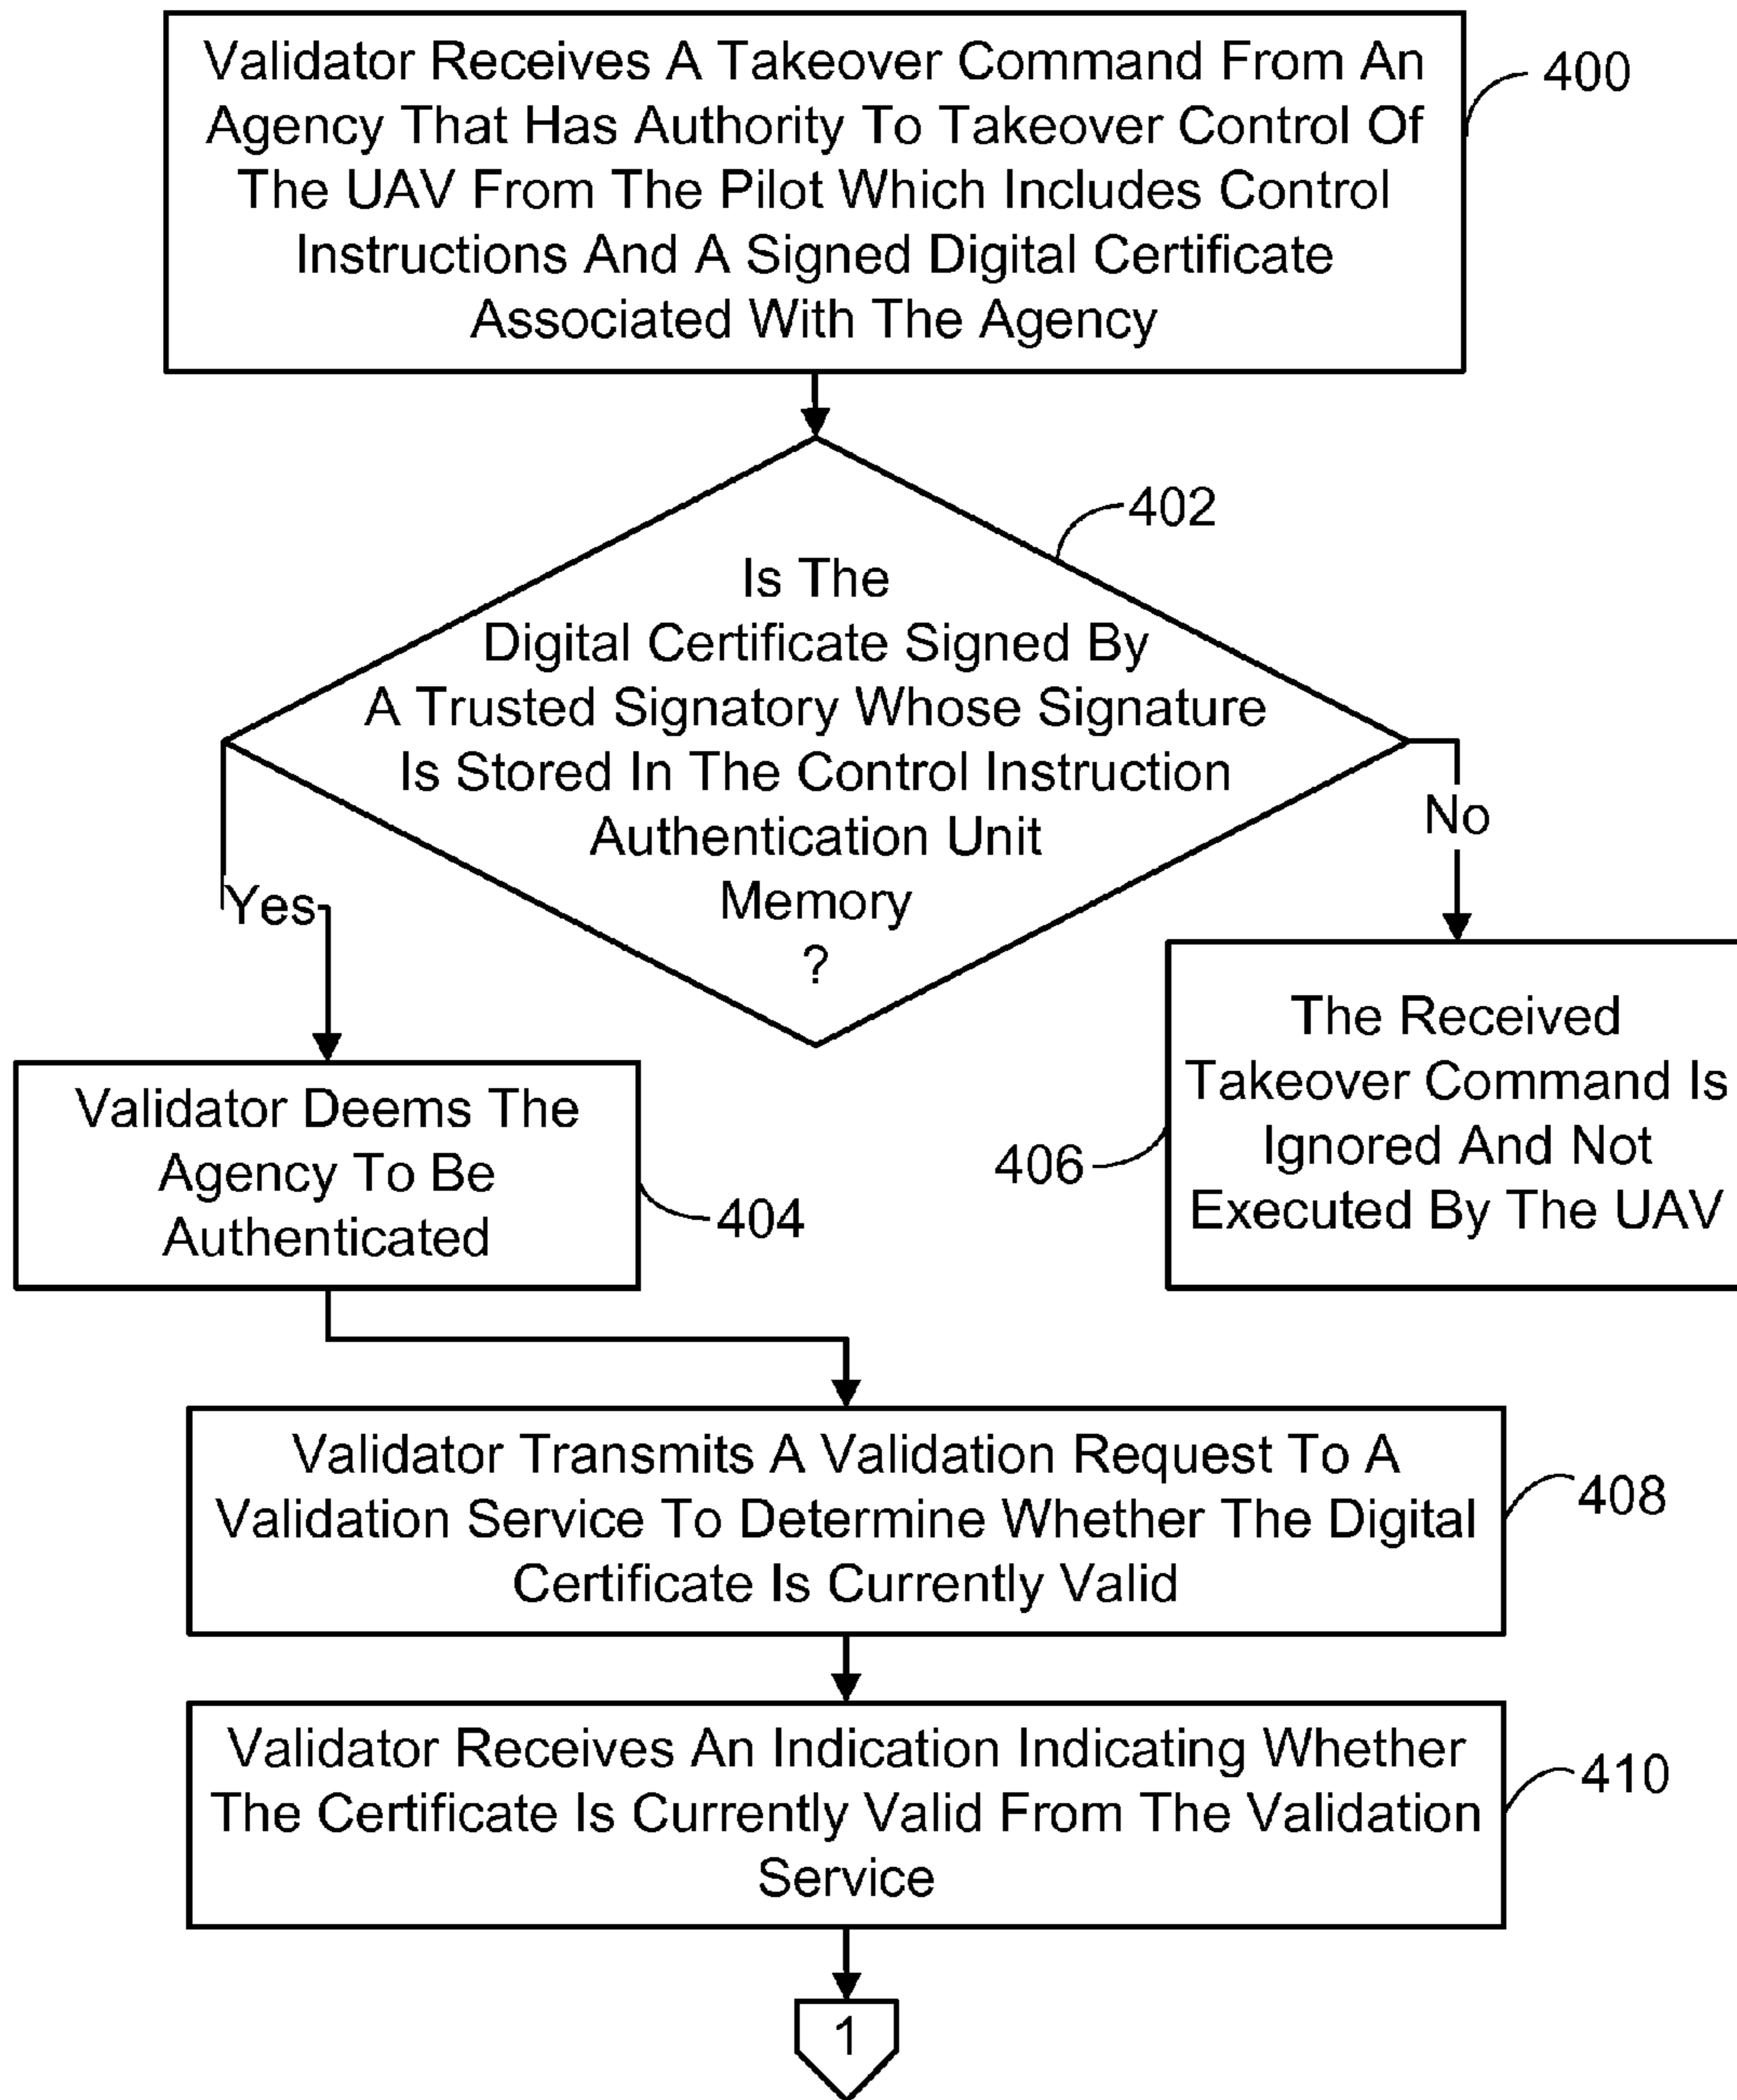 Validator Receives A Takeover Command From An
Agency That Has Authority To Takeover Control Of
The UAV From The Pilot Which Includes Control
Instructions And A Signed Digital Certificate
Associated With The Agency
400
402
Is The
Digital Certificate Signed By
A Trusted Signatory Whose Signature
Is Stored In The Control Instruction
Authentication Unit
Memory
?
Yes
No
Validator Deems The
Agency To Be
Authenticated
404
The Received
Takeover Command Is
Ignored And Not
Executed By The UAV
406
Validator Transmits A Validation Request To A
Validation Service To Determine Whether The Digital
Certificate Is Currently Valid
408
Validator Receives An Indication Indicating Whether
The Certificate Is Currently Valid From The Validation
Service
410
1